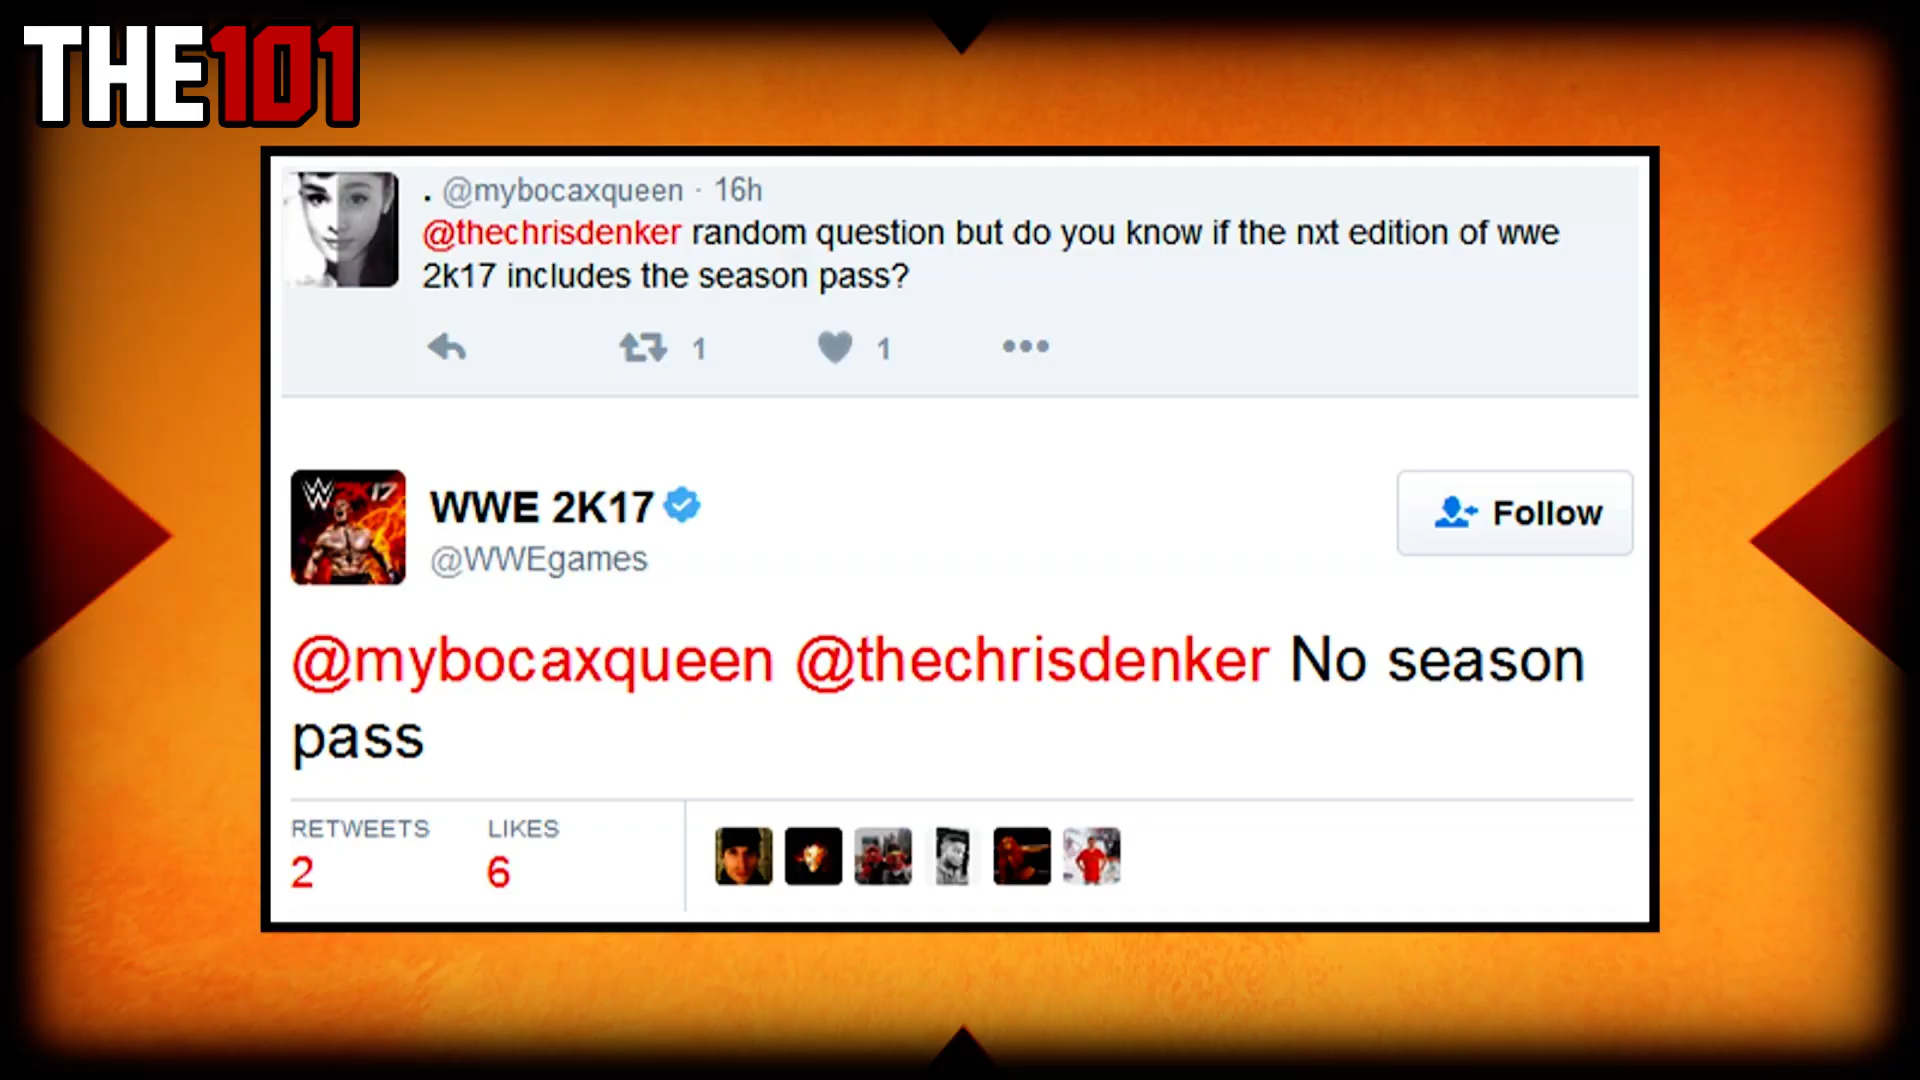 THE101
. @mybocaxqueen · 16h
@thechrisdenker random question but do you know if the nxt edition of wwe
2k17 includes the season pass?
1 1
W 2K17
WWE 2K17
Follow
@WWEgames
@mybocaxqueen @thechrisdenker No season
pass
RETWEETS LIKES
2 6